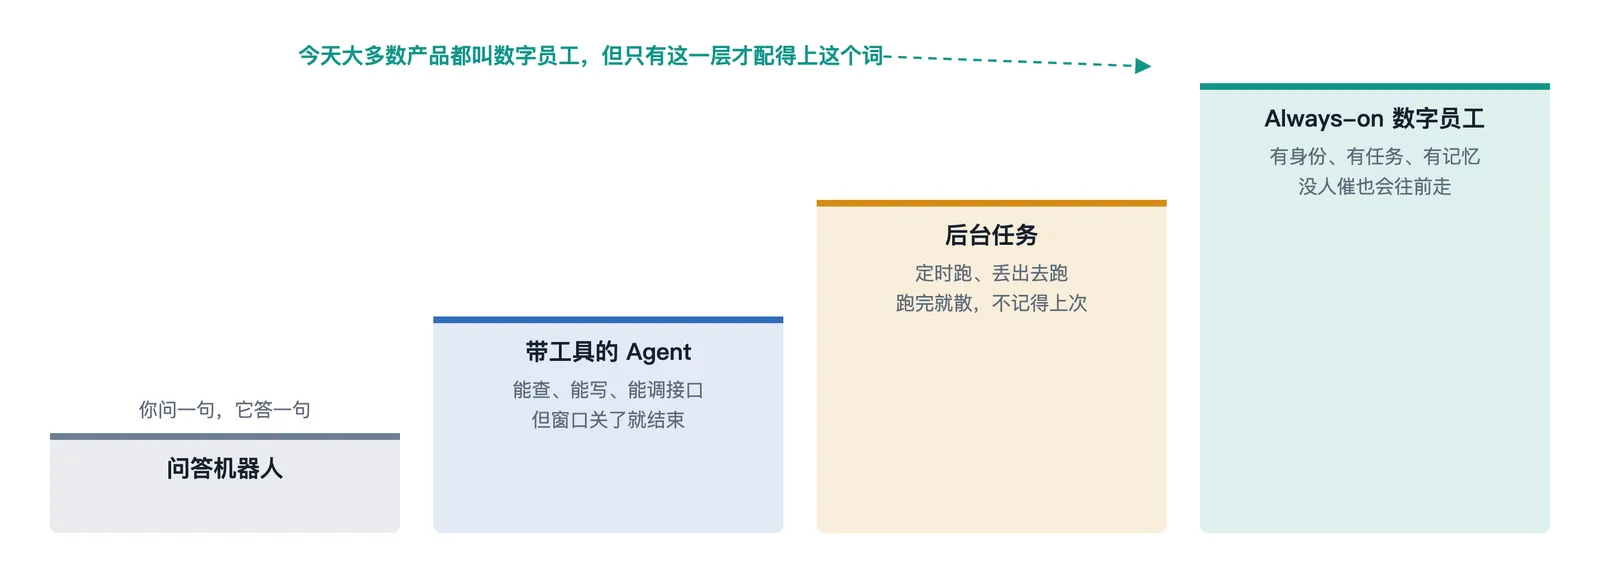 今天大多数产品都叫数字员工，但只有这一层才配得上这个词
Always-on 数字员工
有身份、有任务、有记忆
没人催也会往前走
后台任务
定时跑、丢出去跑
跑完就散，不记得上次
带工具的 Agent
能查、能写、能调接口
但窗口关了就结束
你问一句，它答一句
问答机器人